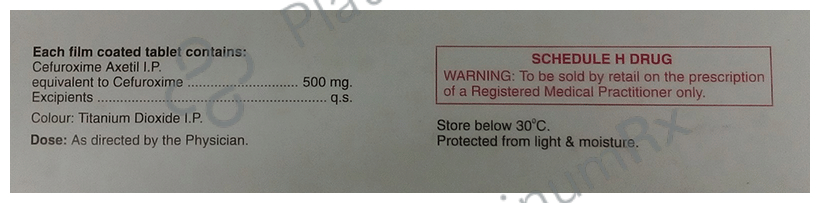 Each film coated tablet contains:
Cefuroxime Axetil I.P.
equivalent to Cefuroxime ............................ 500 mg.
Excipients .......................................................... q.s.
Colour: Titanium Dioxide I.P.
Dose: As directed by the Physician.
SCHEDULE H DRUG
WARNING: To be sold by retail on the prescription
of a Registered Medical Practitioner only.
Store below 30°C.
Protected from light & moisture.